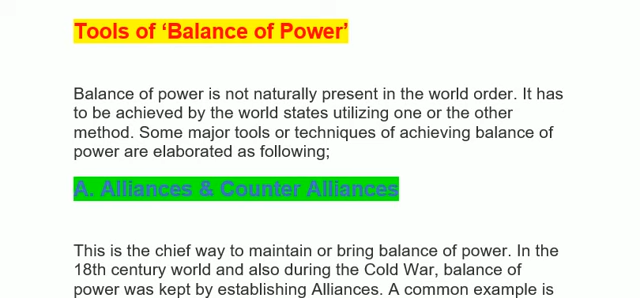 Tools of ‘Balance of Power’
Balance of power is not naturally present in the world order. It has
to be achieved by the world states utilizing one or the other
method. Some major tools or techniques of achieving balance of
power are elaborated as following;
A. Alliances & Counter Alliances
This is the chief way to maintain or bring balance of power. In the
18th century world and also during the Cold War, balance of
power was kept by establishing Alliances. A common example is